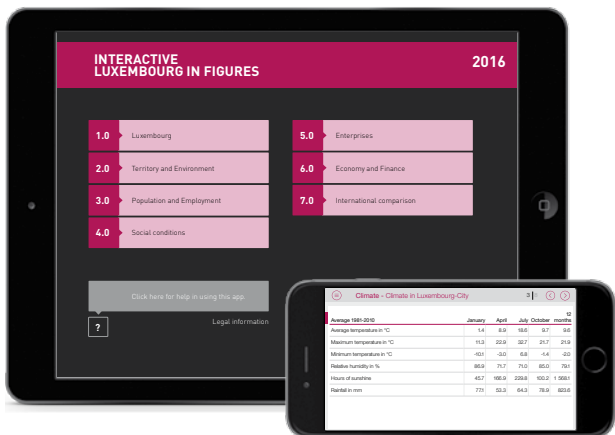 INTERACTIVE
LUXEMBOURG IN FIGURES
2016
1.0 Luxembourg
2.0 Territory and Environment
3.0 Population and Employment
4.0 Social conditions
5.0 Enterprises
6.0 Economy and Finance
7.0 International comparison
Click here for help in using this app.
?
Legal information
Climate - Climate in Luxembourg-City
3
Average 1981-2010 January April July October 12 months
Average temperature in °C 1.4 8.9 18.6 9.7 9.6
Maximum temperature in °C 11.3 22.9 32.7 21.7 21.9
Minimum temperature in °C -10.1 -3.0 6.8 -1.4 -2.0
Relative humidity in % 86.9 71.7 71.0 85.0 79.1
Hours of sunshine 45.7 166.9 239.8 100.2 1 568.1
Rainfall in mm 77.1 53.3 64.3 78.9 823.6